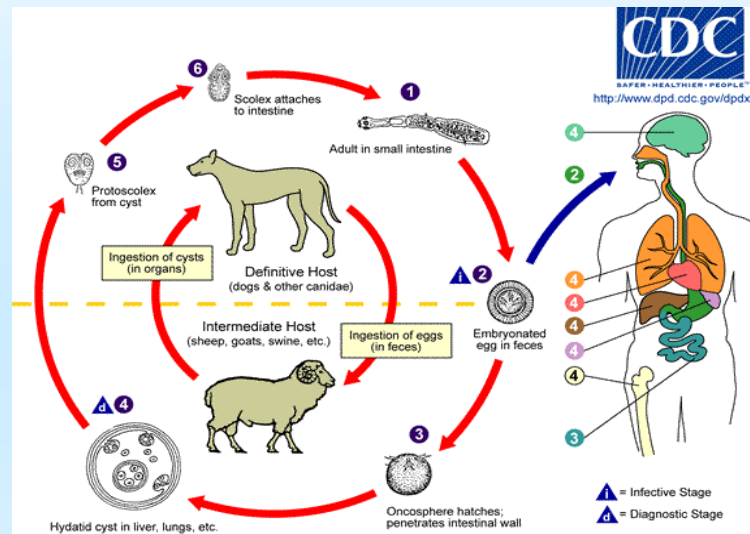 CDC
SAFER • HEALTHIER • PEOPLE™
http://www.dpd.cdc.gov/dpdx
6
Scolex attaches
to intestine
1
Adult in small intestine
5
Protoscolex
from cyst
Ingestion of cysts
(in organs)
Definitive Host
(dogs & other canidae)
i 2
Embryonated
egg in feces
Intermediate Host
(sheep, goats, swine, etc.)
Ingestion of eggs
(in feces)
d 4
Hydatid cyst in liver, lungs, etc.
3
Oncosphere hatches;
penetrates intestinal wall
4
2
4
4
4
4
4
3
i = Infective Stage
d = Diagnostic Stage